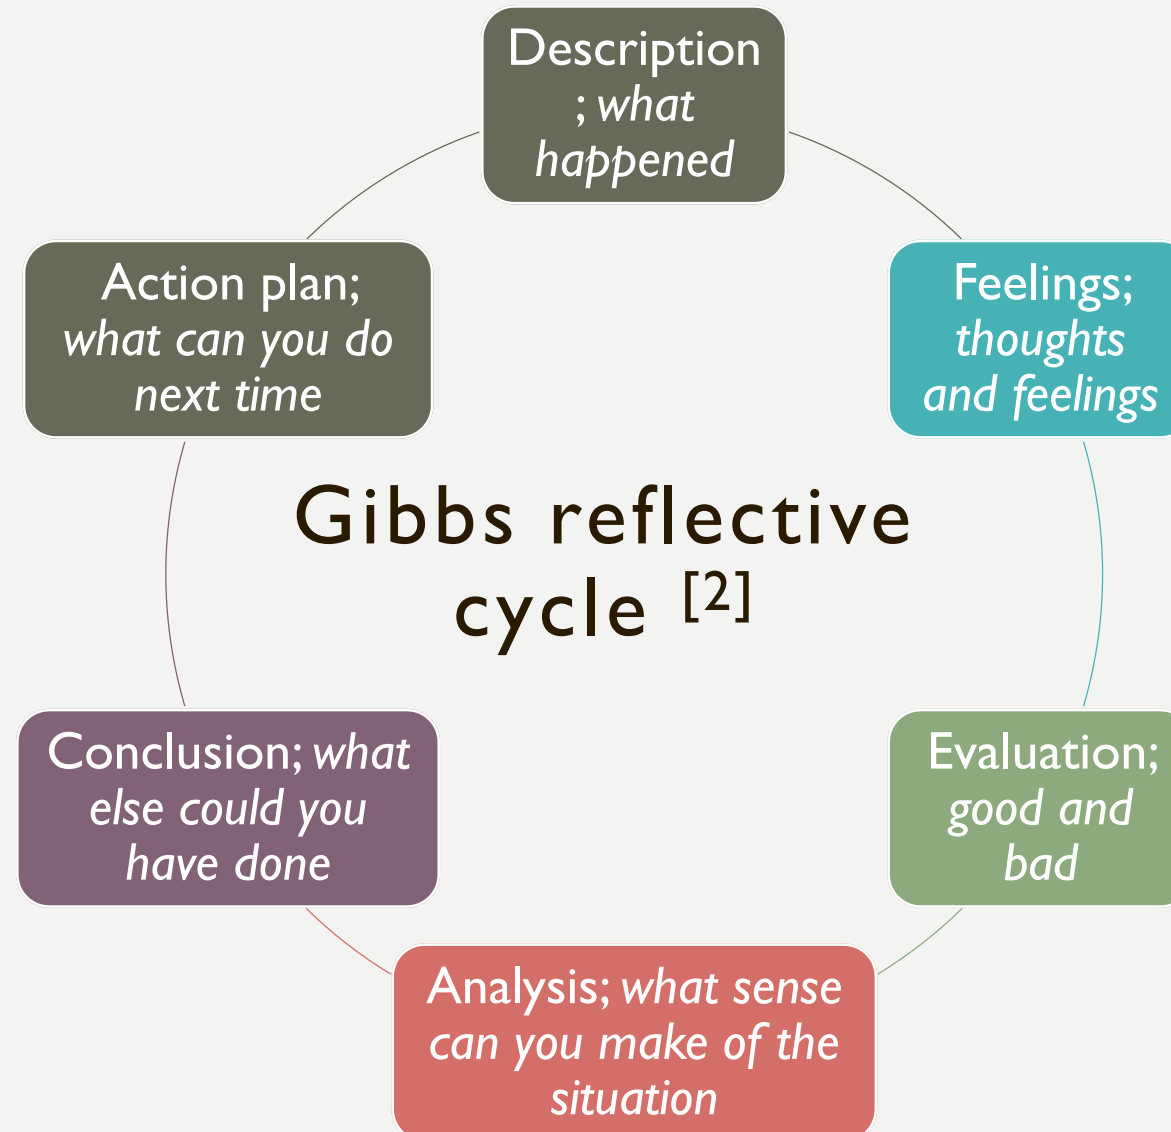 Description
; what
happened
Feelings;
thoughts
and feelings
Evaluation;
good and
bad
Analysis; what sense
can you make of the
situation
Conclusion; what
else could you
have done
Action plan;
what can you do
next time
Gibbs reflective
cycle [2]